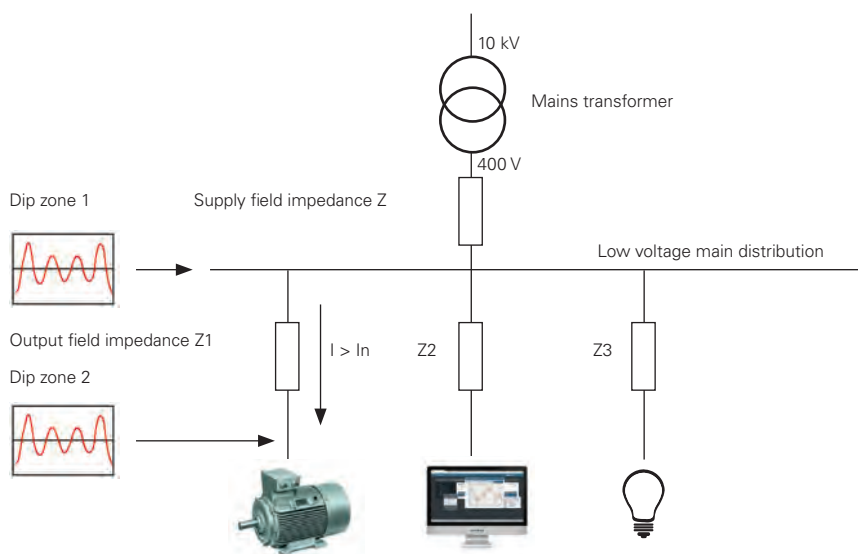 10 kV
Mains transformer
400 V
Dip zone 1
Supply field impedance Z
Low voltage main distribution
Output field impedance Z1
I > In
Z2
Z3
Dip zone 2